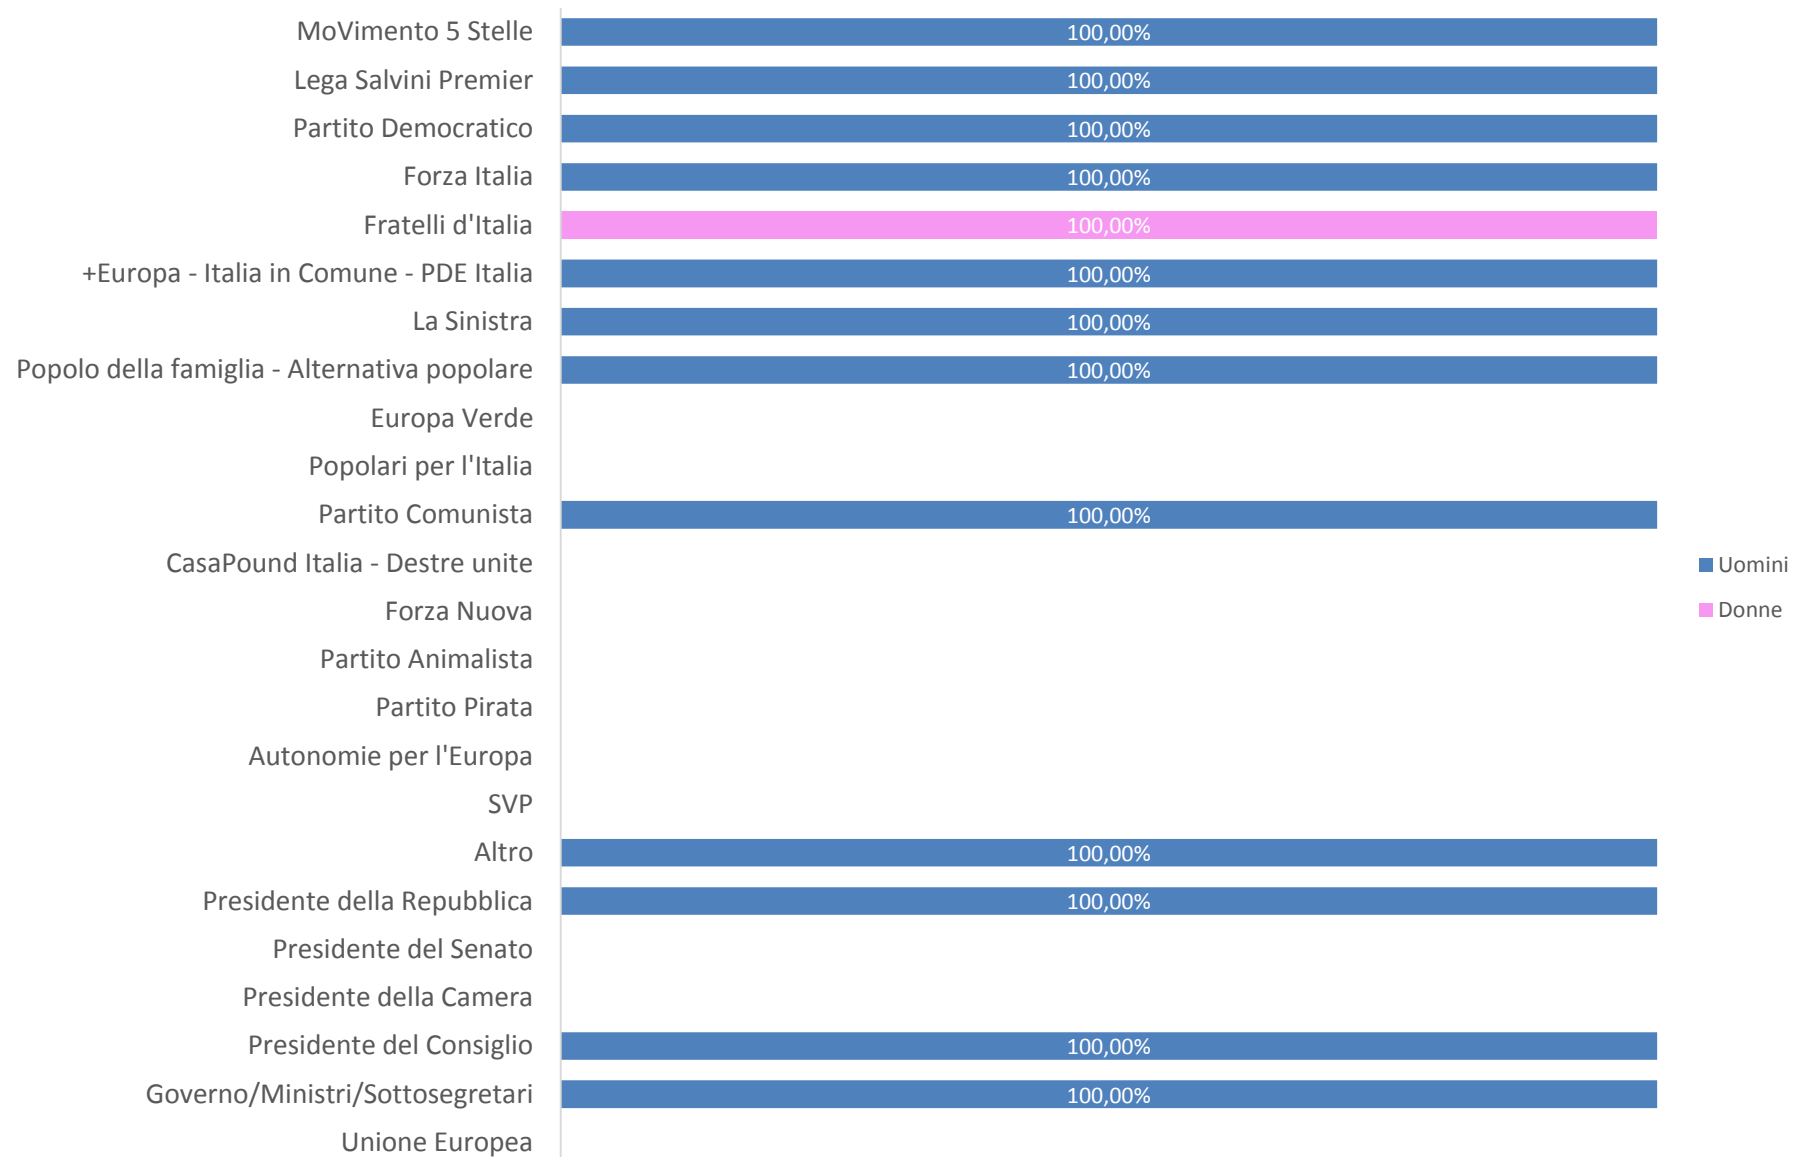 MoVimento 5 Stelle 100,00%
Lega Salvini Premier 100,00%
Partito Democratico 100,00%
Forza Italia 100,00%
Fratelli d'Italia 100,00%
+Europa - Italia in Comune - PDE Italia 100,00%
La Sinistra 100,00%
Popolo della famiglia - Alternativa popolare 100,00%
Europa Verde
Popolari per l'Italia
Partito Comunista 100,00%
CasaPound Italia - Destre unite
Uomini
Forza Nuova
Donne
Partito Animalista
Partito Pirata
Autonomie per l'Europa
SVP
Altro 100,00%
Presidente della Repubblica 100,00%
Presidente del Senato
Presidente della Camera
Presidente del Consiglio 100,00%
Governo/Ministri/Sottosegretari 100,00%
Unione Europea